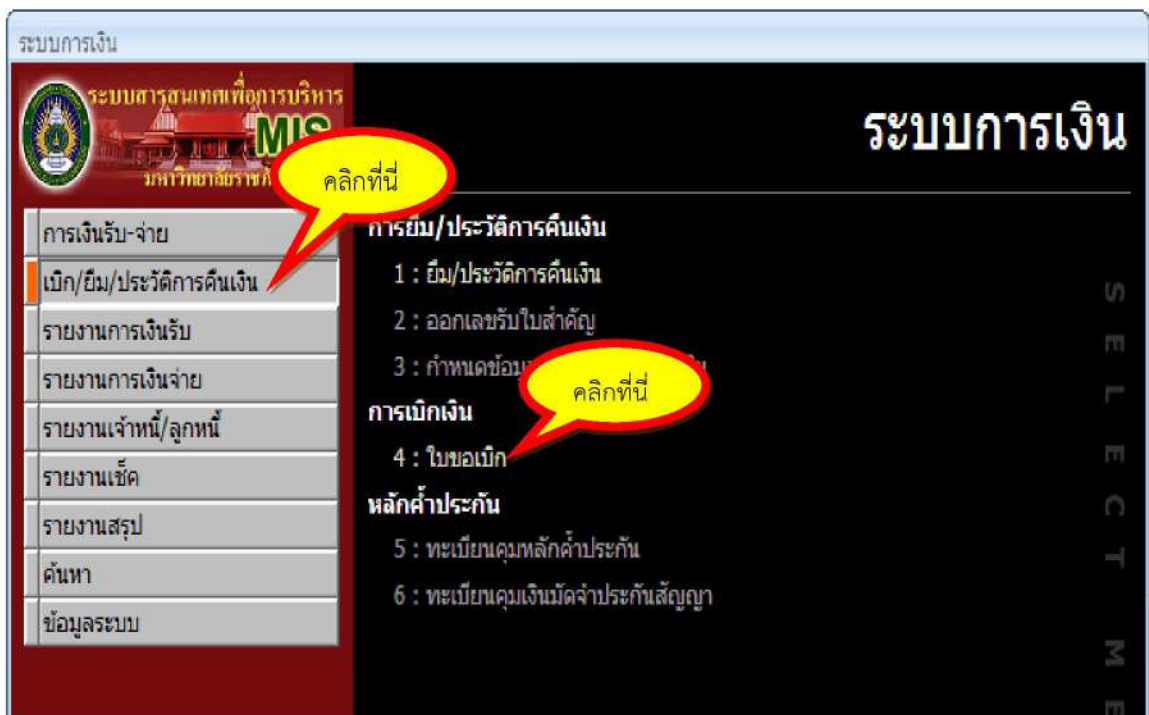 ระบบการเงิน
ระบบสารสนเทศเพื่อการบริหาร
MIS
มหาวิทยาลัยราชภั
ระบบการเงิน
คลิกที่นี่
การเงินรับ-จ่าย
เบิก/ยืม/ประวัติการคืนเงิน
รายงานการเงินรับ
รายงานการเงินจ่าย
รายงานเจ้าหนี้/ลูกหนี้
รายงานเช็ค
รายงานสรุป
ค้นหา
ข้อมูลระบบ
การยืม/ประวัติการคืนเงิน
1 : ยืม/ประวัติการคืนเงิน
2 : ออกเลขรับใบสำคัญ
3 : กำหนดข้อมู
คลิกที่นี่
การเบิกเงิน
4 : ใบขอเบิก
หลักค้ำประกัน
5 : ทะเบียนคุมหลักค้ำประกัน
6 : ทะเบียนคุมเงินมัดจำประกันสัญญา
SELECT ME